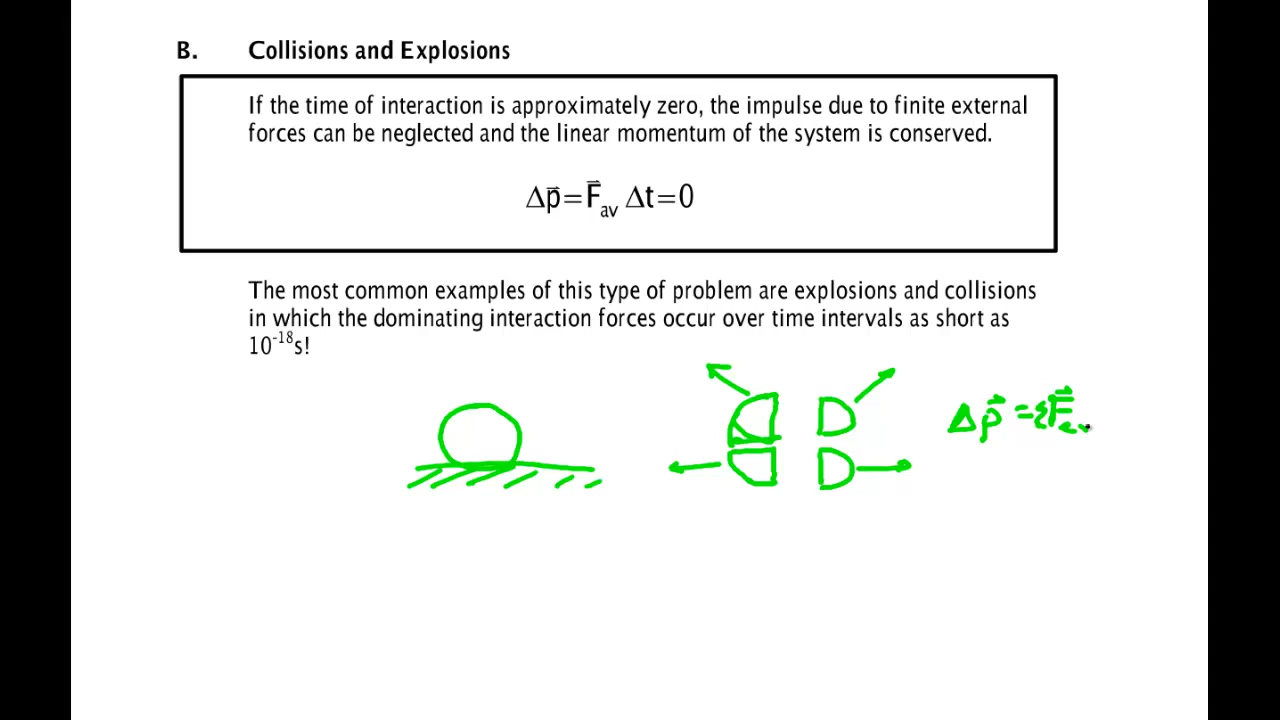 B. Collisions and Explosions
If the time of interaction is approximately zero, the impulse due to finite external
forces can be neglected and the linear momentum of the system is conserved.
Δp⃗=F⃗av Δt=0
The most common examples of this type of problem are explosions and collisions
in which the dominating interaction forces occur over time intervals as short as
10⁻¹⁸s!
Δp⃗ = ΣF⃗av